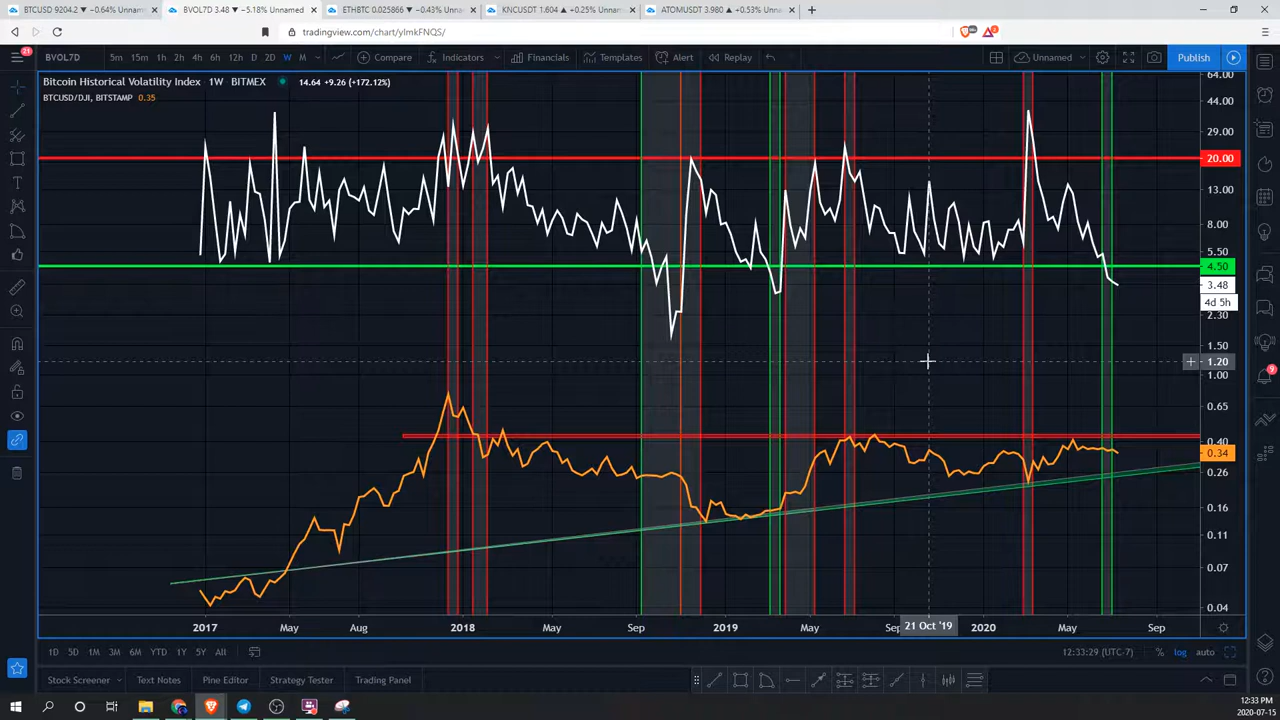 BTCUSD 9204.2 ▼ −0.64% Unnam
BVOL7D 3.48 ▼ −5.18% Unnamed
ETHBTC 0.025866 ▼ −0.43% Unnam
KNCUSDT 1.604 ▲ +0.25% Unnam
ATOMUSDT 3.980 ▲ +0.53% Unnam
tradingview.com/chart/yImkFNQS/
21
BVOL7D 5m 15m 1h 2h 4h 6h 12h D 2D W M Compare Indicators Financials Templates Alert Replay Unnamed Publish
Bitcoin Historical Volatility Index · 1W · BITMEX 14.64 +9.26 (+172.12%)
BTCUSD/DJI, BITSTAMP 0.35
64.00
44.00
29.00
20.00
13.00
8.00
5.50
4.50
3.48
4d 5h
2.30
1.50
1.20
1.00
0.65
0.40
0.34
0.26
0.16
0.11
0.07
0.04
9
2017 May Aug 2018 May Sep 2019 May Sep 21 Oct '19 2020 May Sep
1D 5D 1M 3M 6M YTD 1Y 5Y All 12:33:29 (UTC-7) % log auto
Stock Screener Text Notes Pine Editor Strategy Tester Trading Panel
12:33 PM
2020-07-15